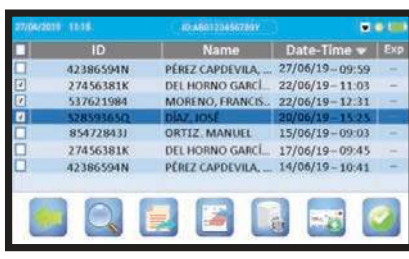 27/06/2019 11:15 ID:AB0123456789Y
ID Name Date-Time Exp
42386594N PÉREZ CAPDEVILA, ... 27/06/19-09:59 --
27456381K DEL HORNO GARCÍ... 22/06/19-11:03 --
537621984 MORENO, FRANCIS... 22/06/19-12:31 --
52859365Q DÍAZ, JOSÉ 20/06/19-15:25 --
85472843J ORTIZ. MANUEL 15/06/19-09:03 --
27456381K DEL HORNO GARCÍ... 17/06/19-09:45 --
42386594N PÉREZ CAPDEVILA, ... 14/06/19-10:41 --